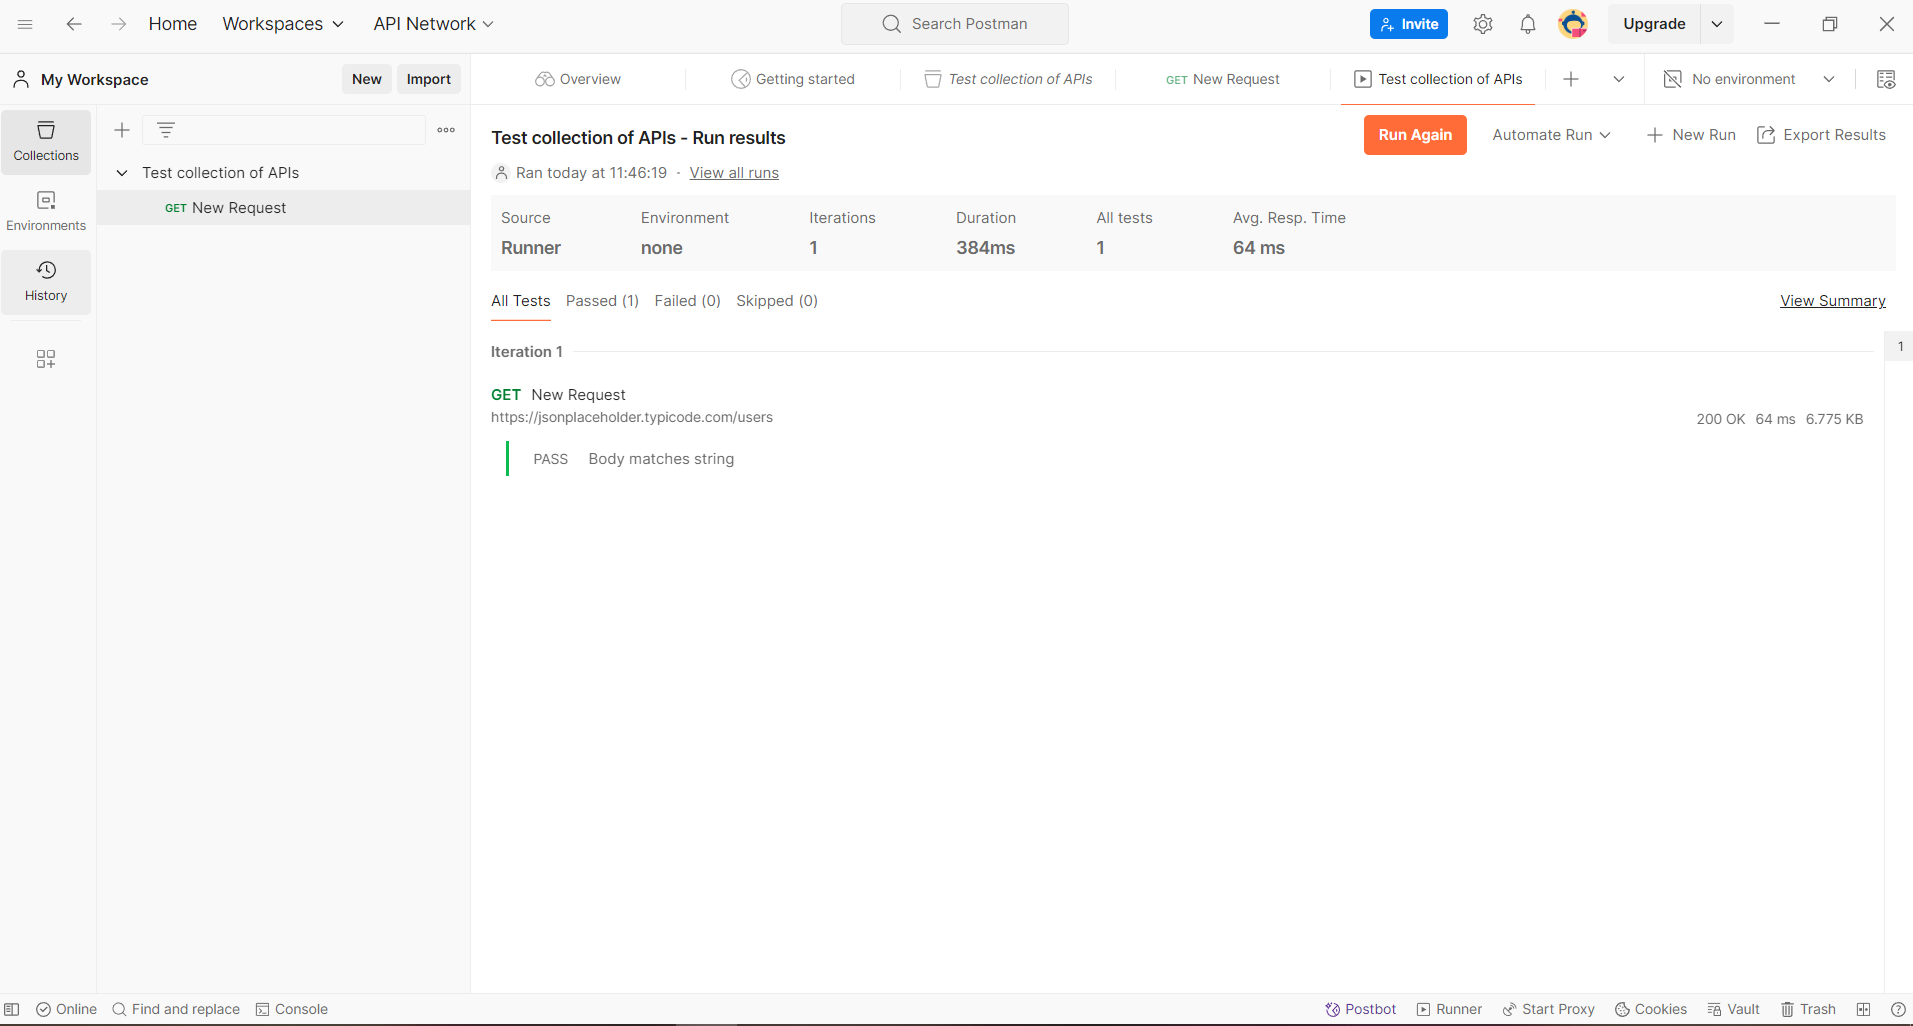 Home Workspaces API Network Search Postman Invite Upgrade
My Workspace New Import
Overview Getting started Test collection of APIs GET New Request Test collection of APIs No environment
Collections
Environments
History
Test collection of APIs
GET New Request
Test collection of APIs - Run results
Run Again Automate Run New Run Export Results
Ran today at 11:46:19 · View all runs
Source Environment Iterations Duration All tests Avg. Resp. Time
Runner none 1 384ms 1 64 ms
All Tests Passed (1) Failed (0) Skipped (0) View Summary
Iteration 1
1
GET New Request
https://jsonplaceholder.typicode.com/users
200 OK 64 ms 6.775 KB
PASS Body matches string
Online Find and replace Console Postbot Runner Start Proxy Cookies Vault Trash